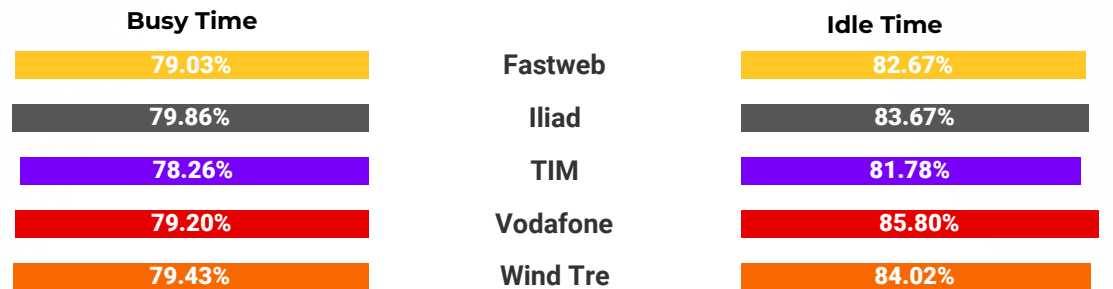 Busy Time Idle Time
79.03% Fastweb 82.67%
79.86% Iliad 83.67%
78.26% TIM 81.78%
79.20% Vodafone 85.80%
79.43% Wind Tre 84.02%